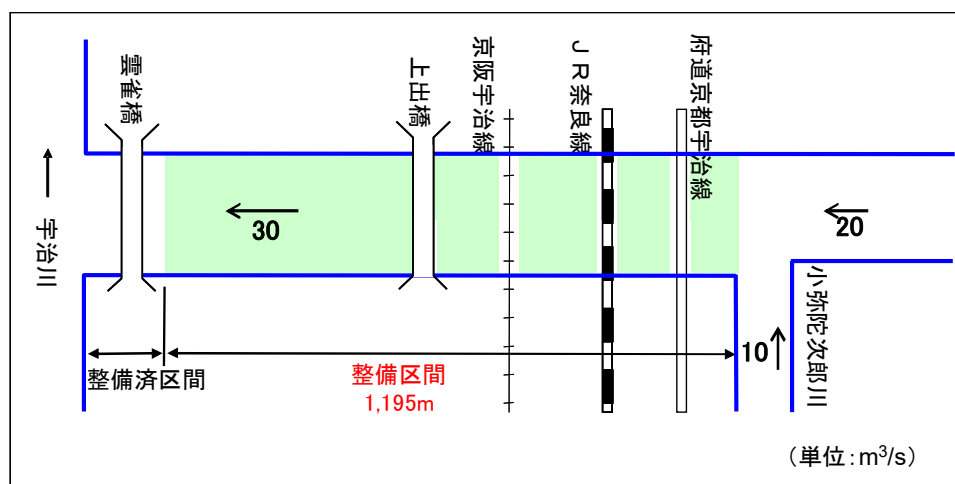 雲雀橋
上出橋
京阪宇治線
ＪＲ奈良線
府道京都宇治線
宇治川
30
20
小弥陀次郎川
10
整備済区間
整備区間
1,195m
（単位：m³/s）